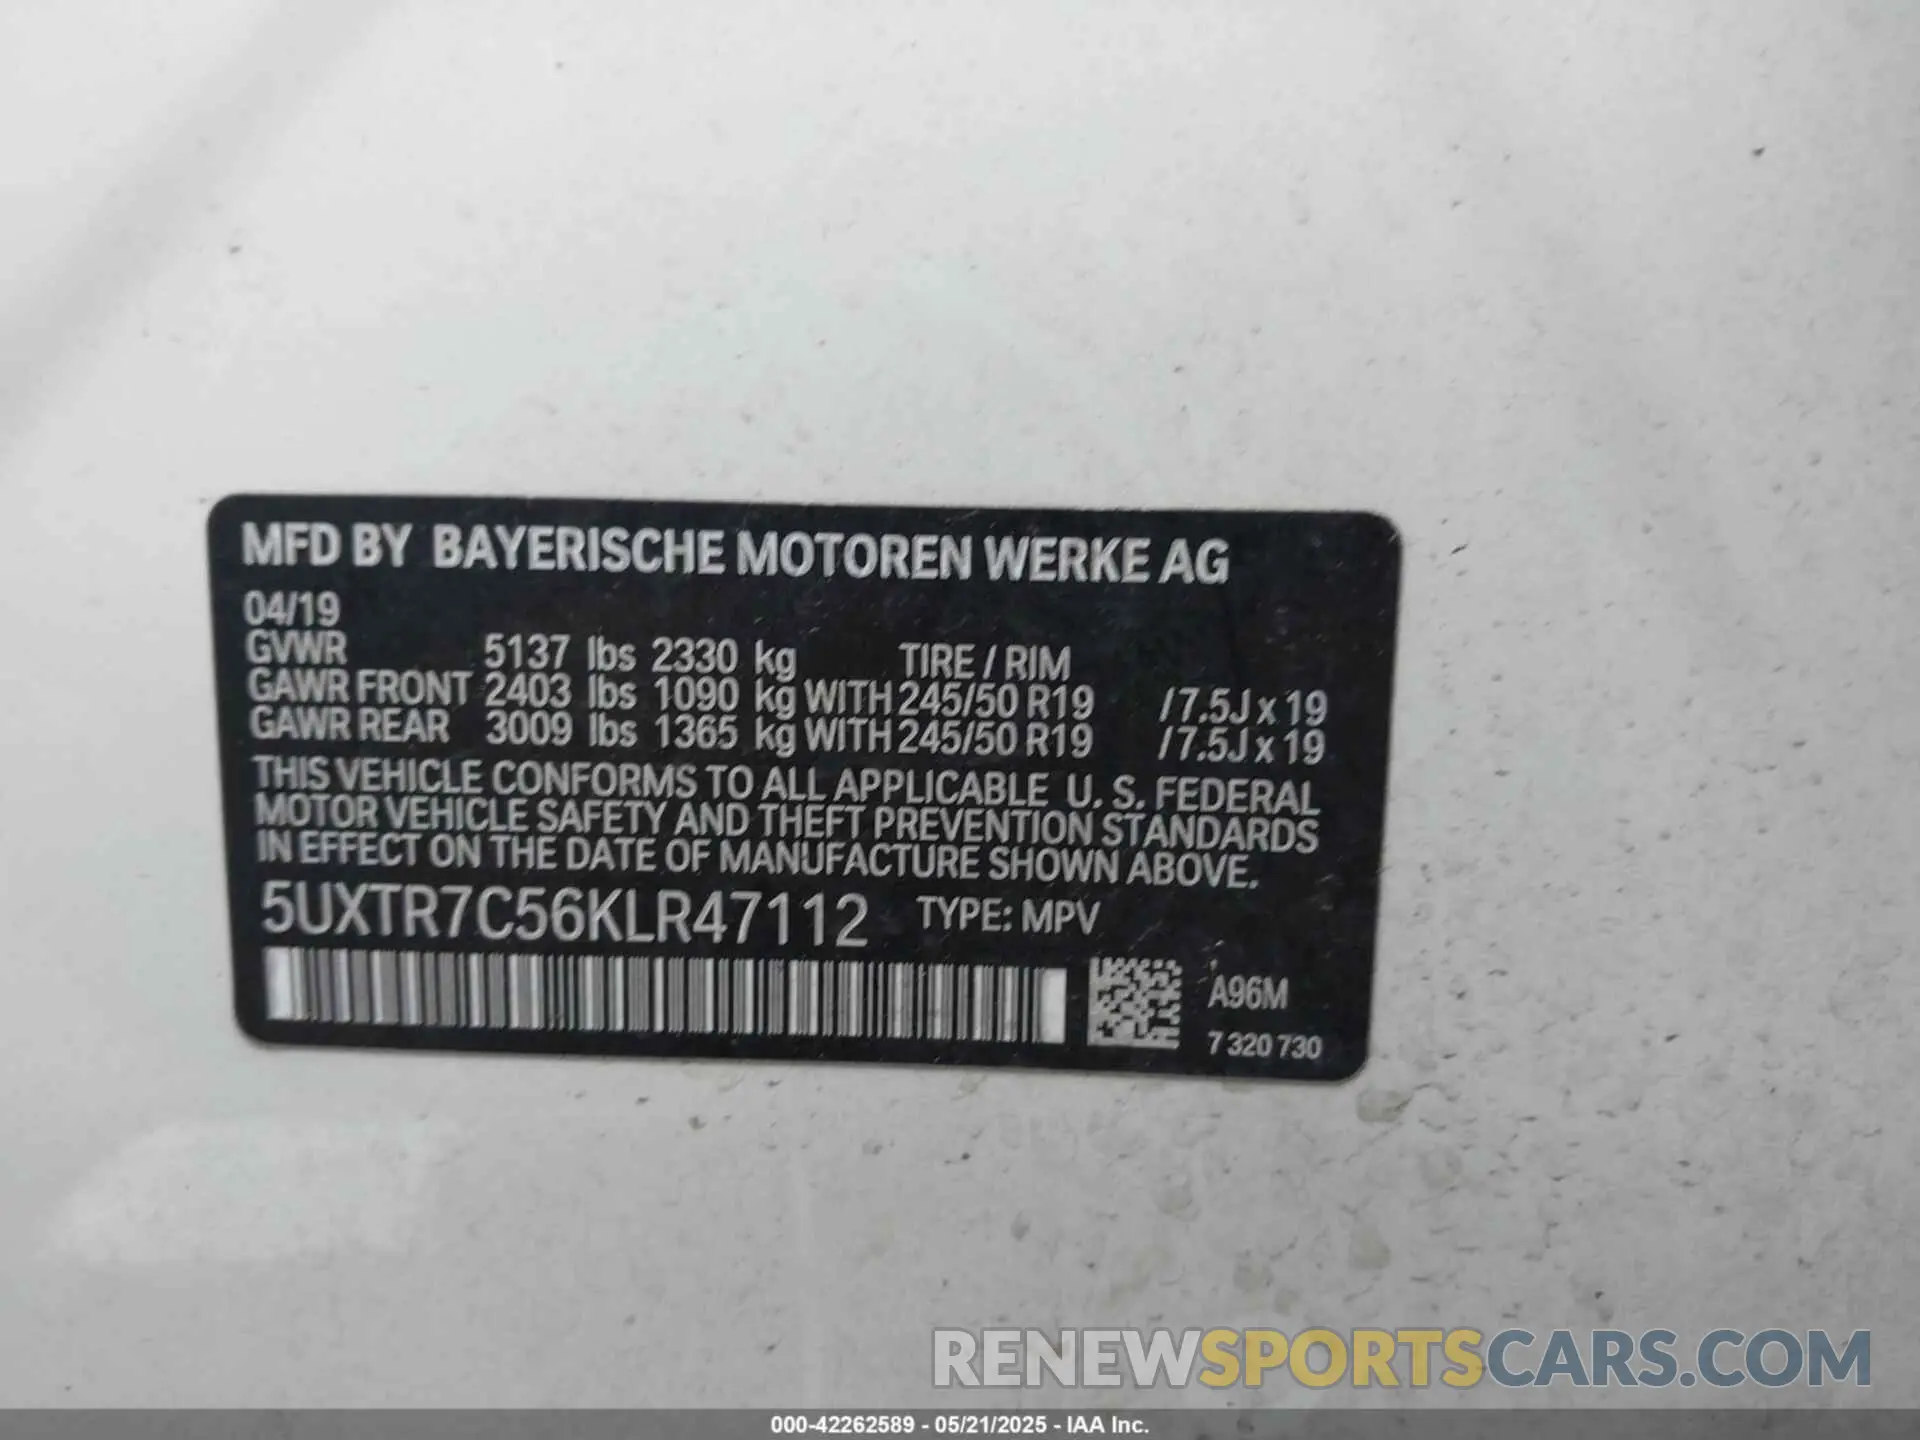 MFD BY BAYERISCHE MOTOREN WERKE AG
04/19
GVWR 5137 lbs 2330 kg TIRE / RIM
GAWR FRONT 2403 lbs 1090 kg WITH 245/50 R19 /7.5J x 19
GAWR REAR 3009 lbs 1365 kg WITH 245/50 R19 /7.5J x 19
THIS VEHICLE CONFORMS TO ALL APPLICABLE U. S. FEDERAL
MOTOR VEHICLE SAFETY AND THEFT PREVENTION STANDARDS
IN EFFECT ON THE DATE OF MANUFACTURE SHOWN ABOVE.
5UXTR7C56KLR47112 TYPE: MPV
A96M
7 320 730
RENEWSPORTSCARS.COM
000-42262589 - 05/21/2025 - IAA Inc.